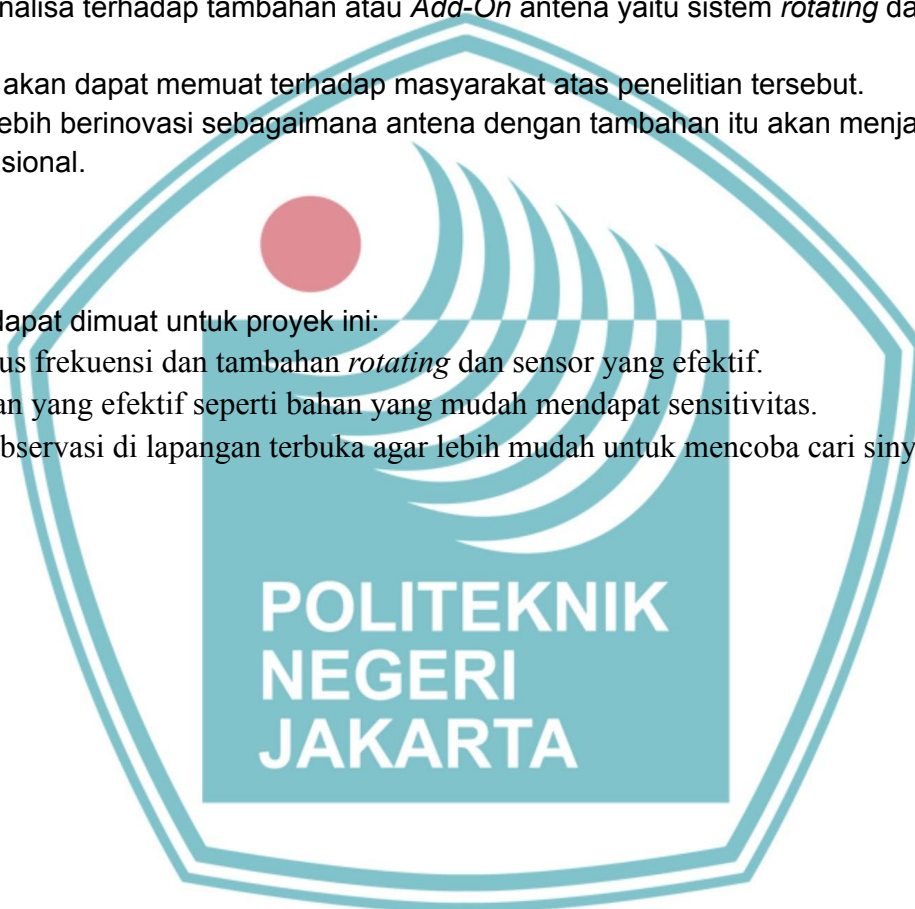 nalisa terhadap tambahan atau Add-On antena yaitu sistem rotating da
akan dapat memuat terhadap masyarakat atas penelitian tersebut.
ebih berinovasi sebagaimana antena dengan tambahan itu akan menja
sional.
dapat dimuat untuk proyek ini:
us frekuensi dan tambahan rotating dan sensor yang efektif.
an yang efektif seperti bahan yang mudah mendapat sensitivitas.
bservasi di lapangan terbuka agar lebih mudah untuk mencoba cari siny
POLITEKNIK
NEGERI
JAKARTA